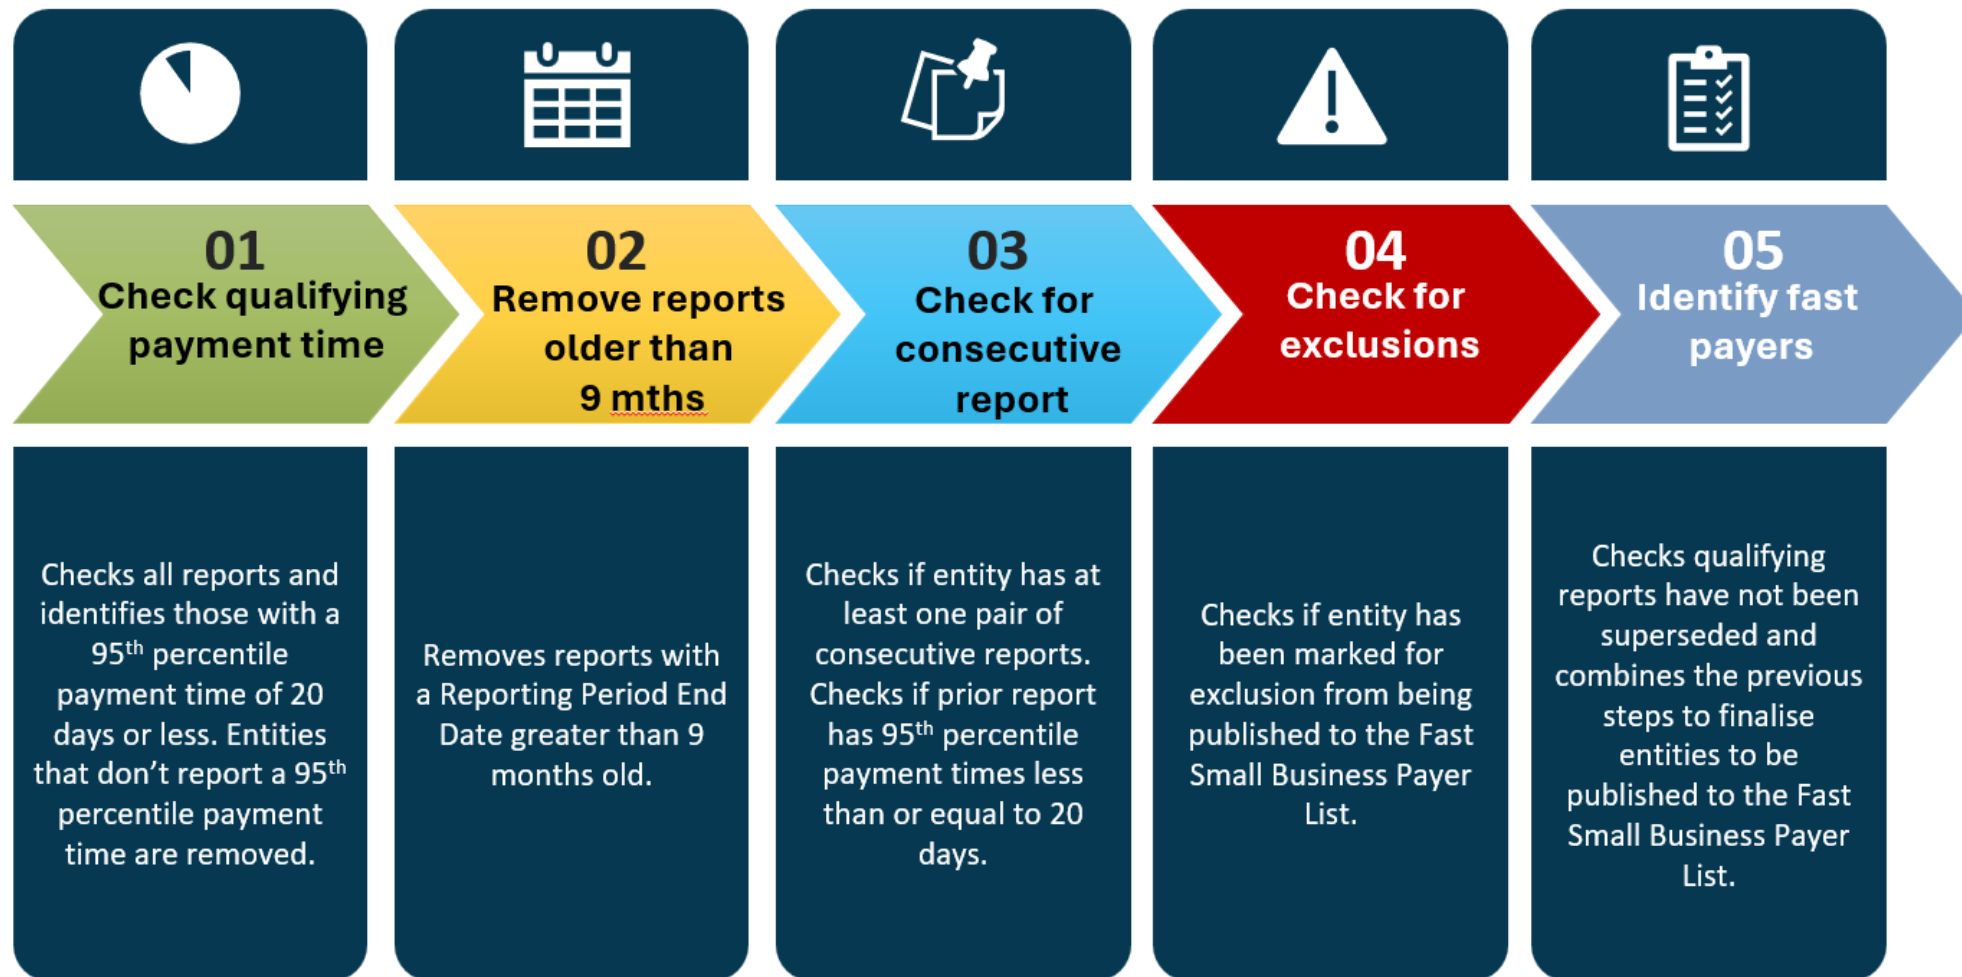 01
Check qualifying
payment time
02
Remove reports
older than
9 mths
03
Check for
consecutive
report
04
Check for
exclusions
05
Identify fast
payers
Checks all reports and
identifies those with a
95th percentile
payment time of 20
days or less. Entities
that don't report a 95th
percentile payment
time are removed.
Removes reports with
a Reporting Period End
Date greater than 9
months old.
Checks if entity has at
least one pair of
consecutive reports.
Checks if prior report
has 95th percentile
payment times less
than or equal to 20
days.
Checks if entity has
been marked for
exclusion from being
published to the Fast
Small Business Payer
List.
Checks qualifying
reports have not been
superseded and
combines the previous
steps to finalise
entities to be
published to the Fast
Small Business Payer
List.